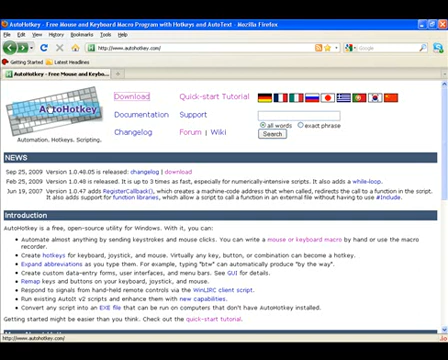 AutoHotkey - Free Mouse and Keyboard Macro Program with Hotkeys and AutoText - Mozilla Firefox
File Edit View History Bookmarks Tools Help
http://www.autohotkey.com/
Google
Getting Started Latest Headlines
AutoHotkey - Free Mouse and Keybo...
AutoHotkey
Automation. Hotkeys. Scripting.
Download Quick-start Tutorial
Documentation Support
Changelog Forum | Wiki
all words exact phrase
Search
NEWS
Sep 25, 2009 Version 1.0.48.05 is released: changelog | download
Feb 25, 2009 Version 1.0.48 is released. It is up to 3 times as fast, especially for numerically-intensive scripts. It also adds a while-loop.
Jun 19, 2007 Version 1.0.47 adds RegisterCallback(), which creates a machine-code address that when called, redirects the call to a function in the script. It also adds support for function libraries, which allow a script to call a function in an external file without having to use #Include.
Introduction
AutoHotkey is a free, open-source utility for Windows. With it, you can:
Automate almost anything by sending keystrokes and mouse clicks. You can write a mouse or keyboard macro by hand or use the macro recorder.
Create hotkeys for keyboard, joystick, and mouse. Virtually any key, button, or combination can become a hotkey.
Expand abbreviations as you type them. For example, typing "btw" can automatically produce "by the way."
Create custom data-entry forms, user interfaces, and menu bars. See GUI for details.
Remap keys and buttons on your keyboard, joystick, and mouse.
Respond to signals from hand-held remote controls via the WinLIRC client script.
Run existing AutoIt v2 scripts and enhance them with new capabilities.
Convert any script into an EXE file that can be run on computers that don't have AutoHotkey installed.
Getting started might be easier than you think. Check out the quick-start tutorial.
http://www.autohotkey.com/